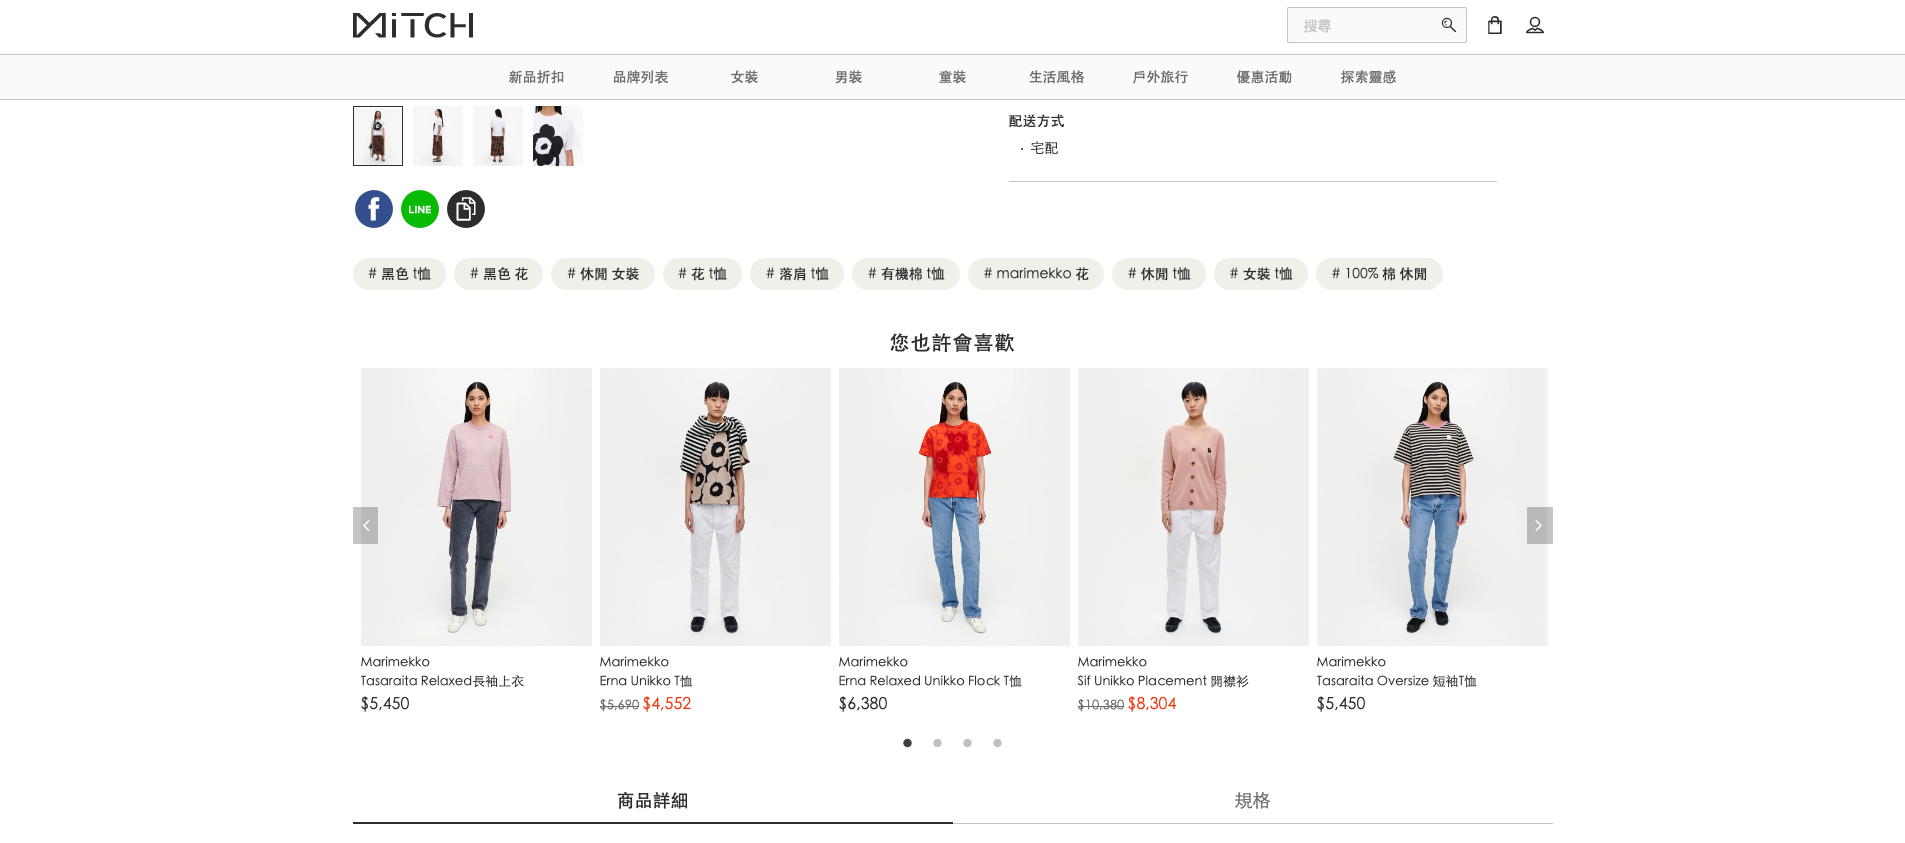 MiTCH
搜尋
新品折扣 品牌列表 女裝 男裝 童裝 生活風格 戶外旅行 優惠活動 探索靈感
配送方式
· 宅配
LINE
# 黑色 t恤 # 黑色 花 # 休閒 女裝 # 花 t恤 # 落肩 t恤 # 有機棉 t恤 # marimekko 花 # 休閒 t恤 # 女裝 t恤 # 100% 棉 休閒
您也許會喜歡
Marimekko
Tasaraita Relaxed長袖上衣
$5,450
Marimekko
Erna Unikko T恤
$5,690 $4,552
Marimekko
Erna Relaxed Unikko Flock T恤
$6,380
Marimekko
Sif Unikko Placement 開襟衫
$10,380 $8,304
Marimekko
Tasaraita Oversize 短袖T恤
$5,450
商品詳細 規格